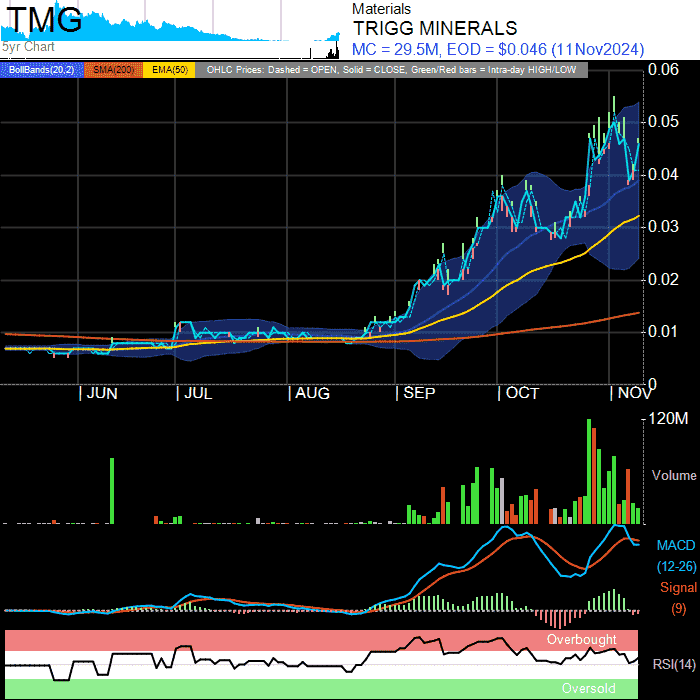 TMG
5yr Chart
Materials
TRIGG MINERALS
MC = 29.5M, EOD = $0.046 (11Nov2024)
BollBands(20,2) SMA(200) EMA(50) OHLC Prices: Dashed = OPEN, Solid = CLOSE, Green/Red bars = Intra-day HIGH/LOW
0.06
0.05
0.04
0.03
0.02
0.01
0
JUN JUL AUG SEP OCT NOV
120M
Volume
MACD
(12-26)
Signal
(9)
Overbought
RSI(14)
Oversold